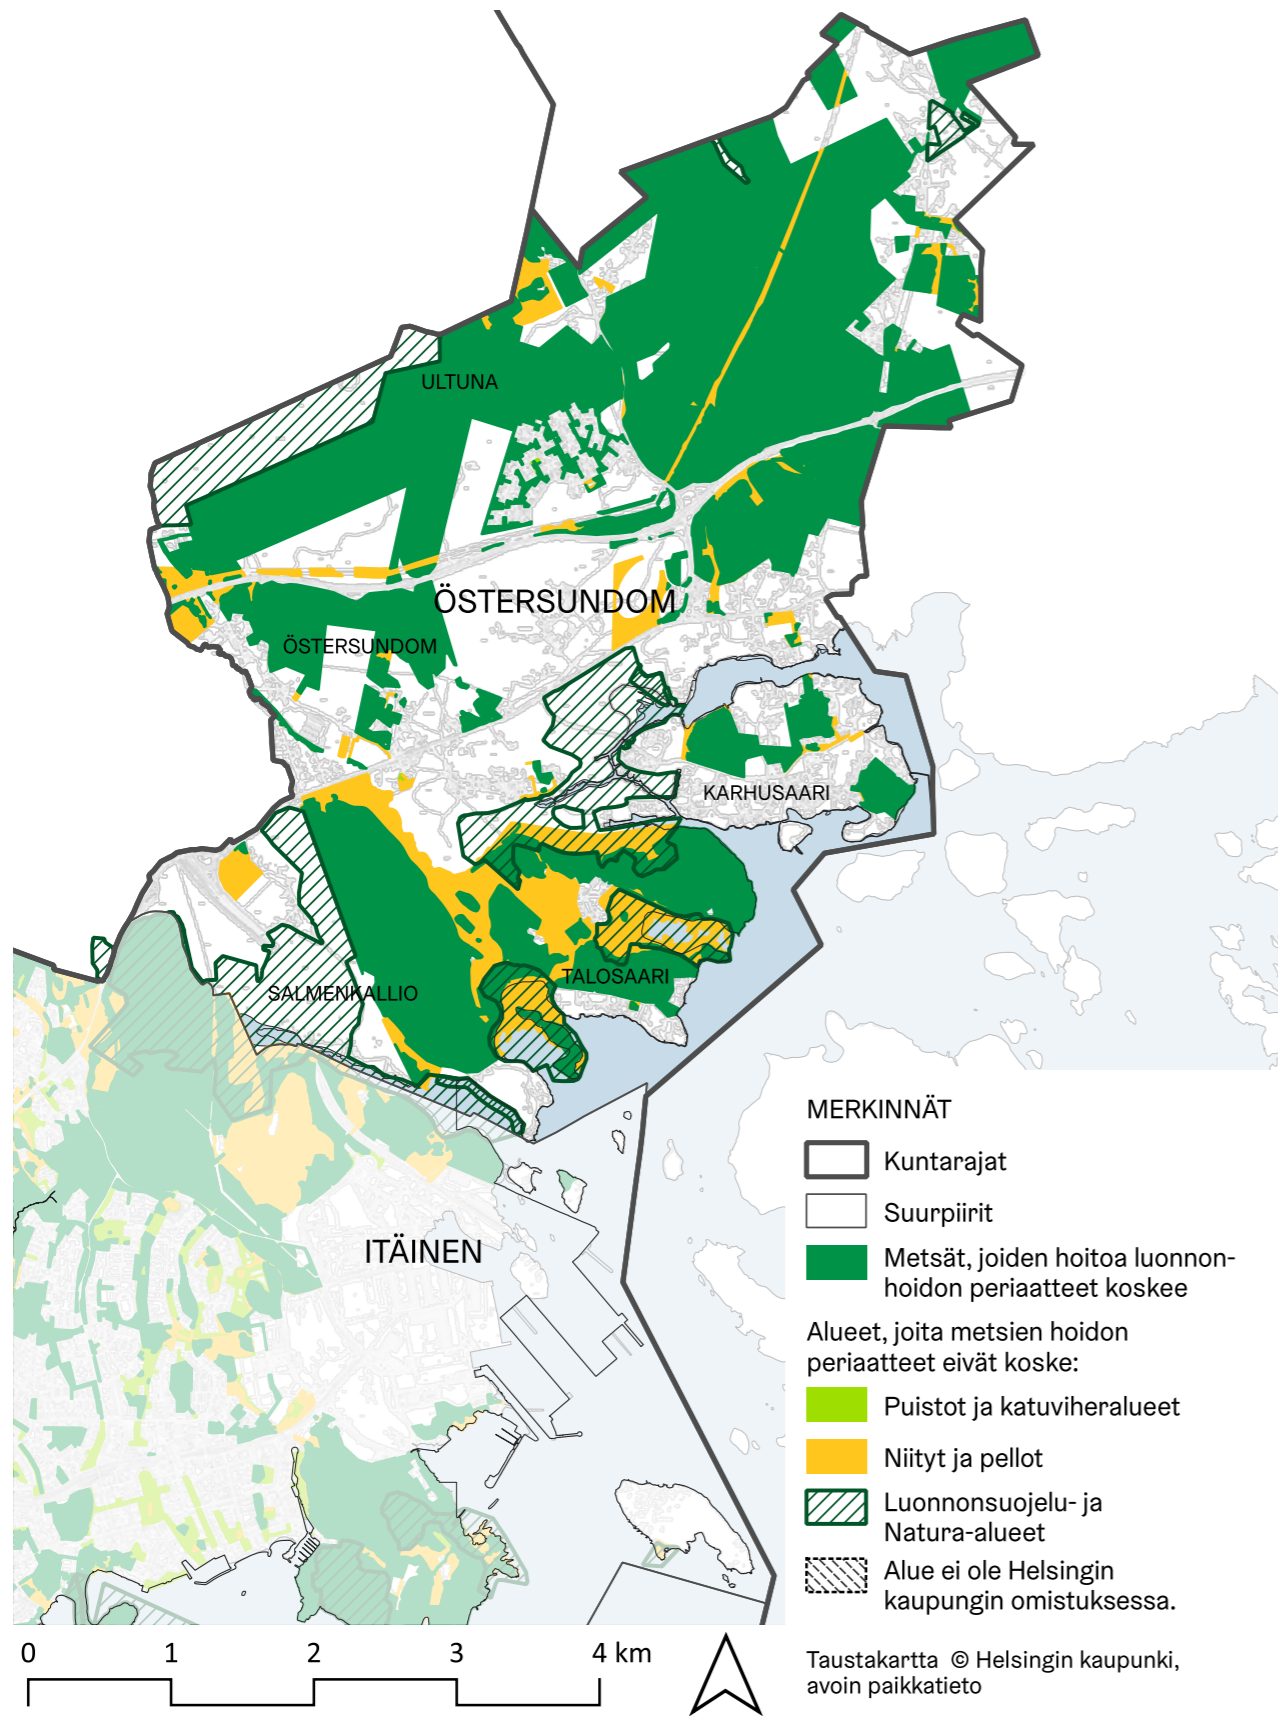 ULTUNA
ÖSTERSUNDOM
ÖSTERSUNDOM
KARHUSAARI
TALOSAARI
SALMENKALLIO
ITÄINEN
MERKINNÄT
Kuntarajat
Suurpiirit
Metsät, joiden hoitoa luonnon-
hoidon periaatteet koskee
Alueet, joita metsien hoidon
periaatteet eivät koske:
Puistot ja katuviheralueet
Niityt ja pellot
Luonnonsuojelu- ja
Natura-alueet
Alue ei ole Helsingin
kaupungin omistuksessa.
0 1 2 3 4 km
Taustakartta © Helsingin kaupunki,
avoin paikkatieto